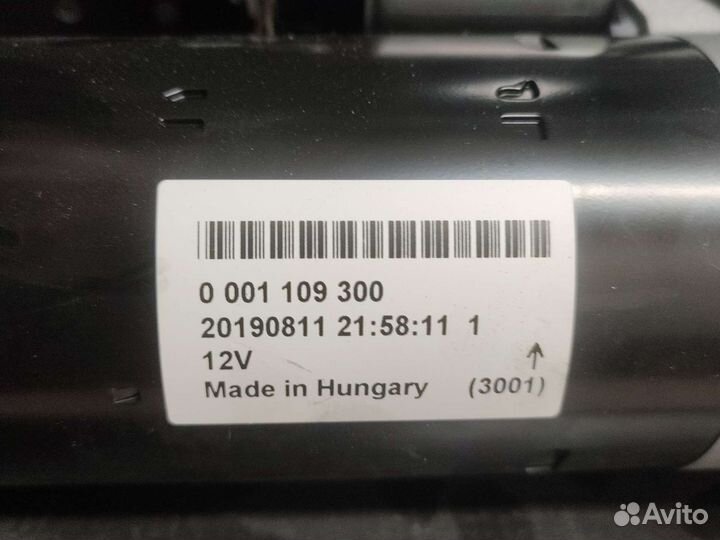 0 001 109 300
20190811 21:58:11 1
12V ↑
Made in Hungary (3001)
Avito